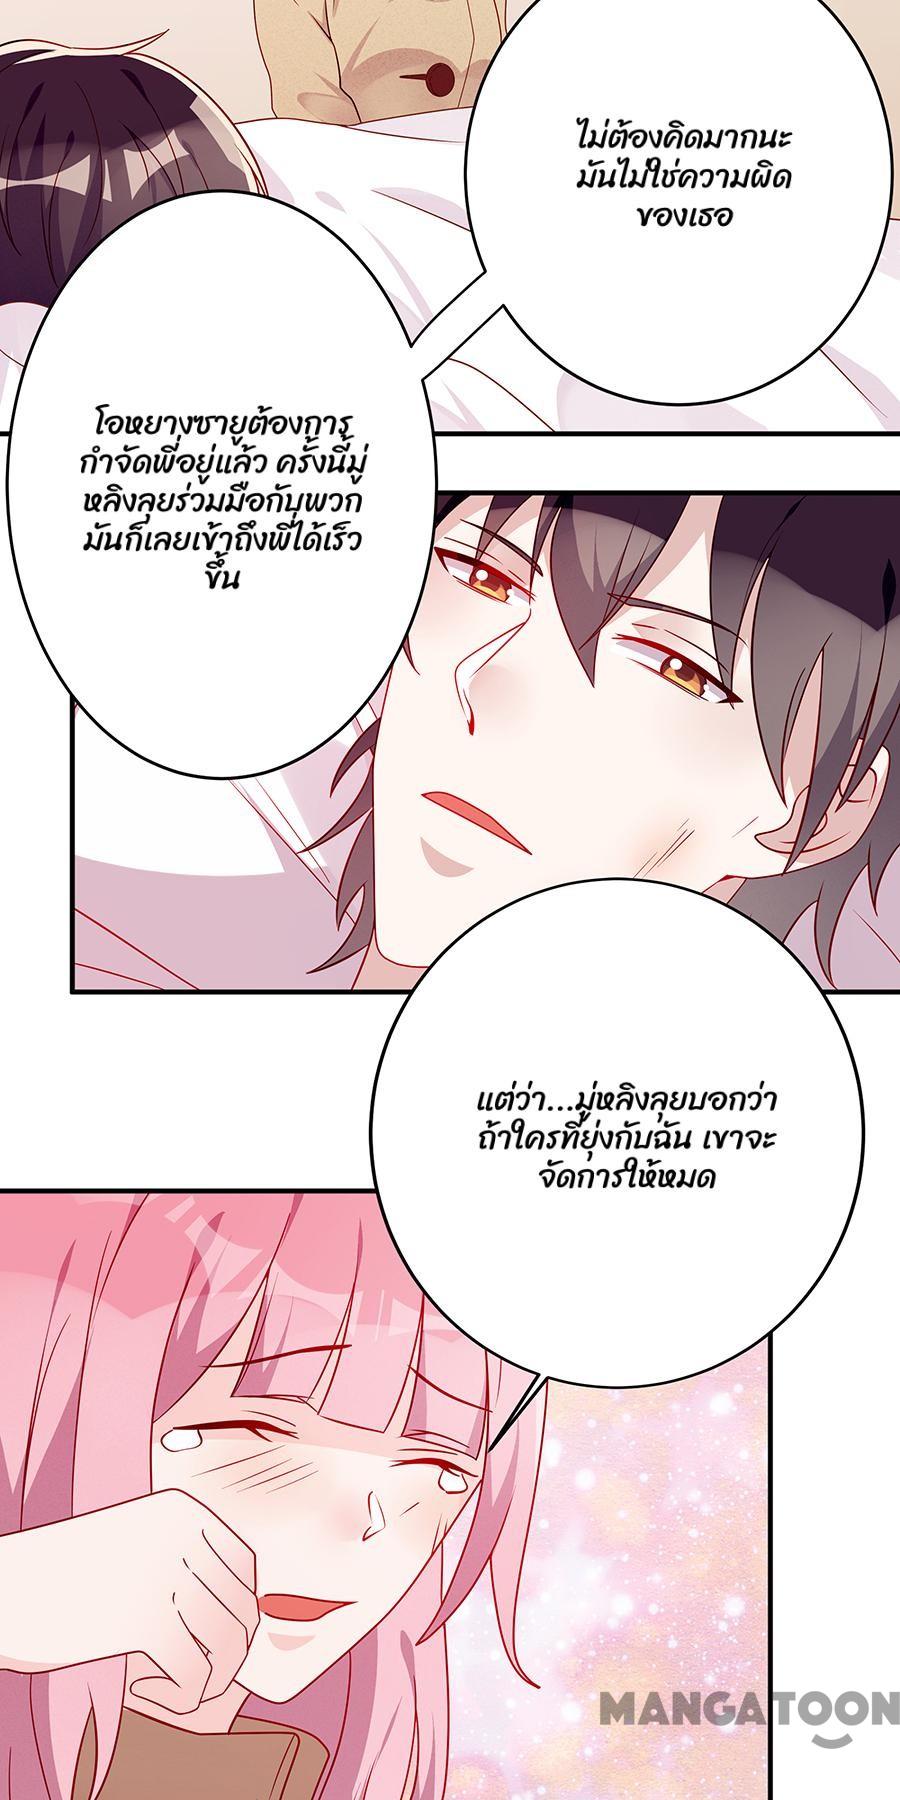 ไม่ต้องคิดมากนะ
มันไม่ใช่ความผิด
ของเธอ
โอหยางซายูต้องการ
กำจัดพี่อยู่แล้ว ครั้งนี้มู่
หลิงลุยร่วมมือกับพวก
มันก็เลยเข้าถึงพี่ได้เร็ว
ขึ้น
แต่ว่า...มู่หลิงลุยบอกว่า
ถ้าใครที่ยุ่งกับฉัน เขาจะ
จัดการให้หมด
MANGATOON